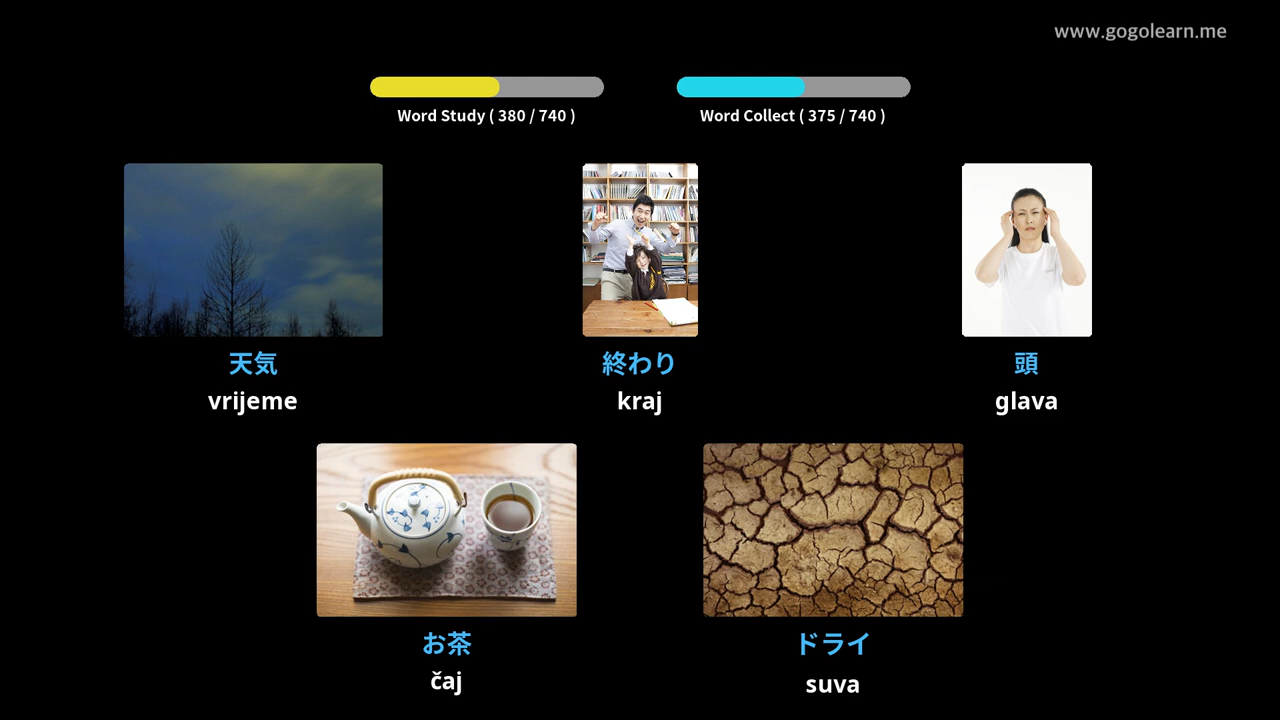 www.gogolearn.me
Word Study ( 380 / 740 )
Word Collect ( 375 / 740 )
天気
vrijeme
終わり
kraj
頭
glava
お茶
čaj
ドライ
suva